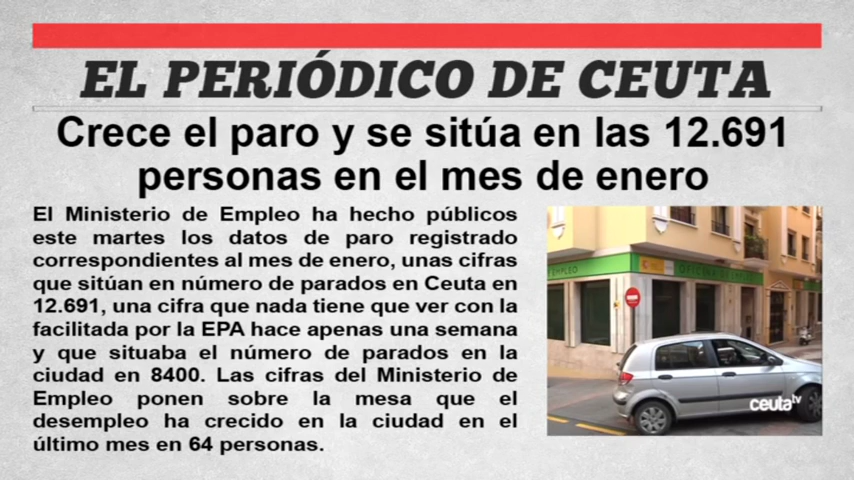 EL PERIÓDICO DE CEUTA
Crece el paro y se sitúa en las 12.691
personas en el mes de enero
El Ministerio de Empleo ha hecho públicos
este martes los datos de paro registrado
correspondientes al mes de enero, unas cifras
que sitúan en número de parados en Ceuta en
12.691, una cifra que nada tiene que ver con la
facilitada por la EPA hace apenas una semana
y que situaba el número de parados en la
ciudad en 8400. Las cifras del Ministerio de
Empleo ponen sobre la mesa que el
desempleo ha crecido en la ciudad en el
último mes en 64 personas.
EMPLEO
OFICINA DE EMPLEO
ceutatv